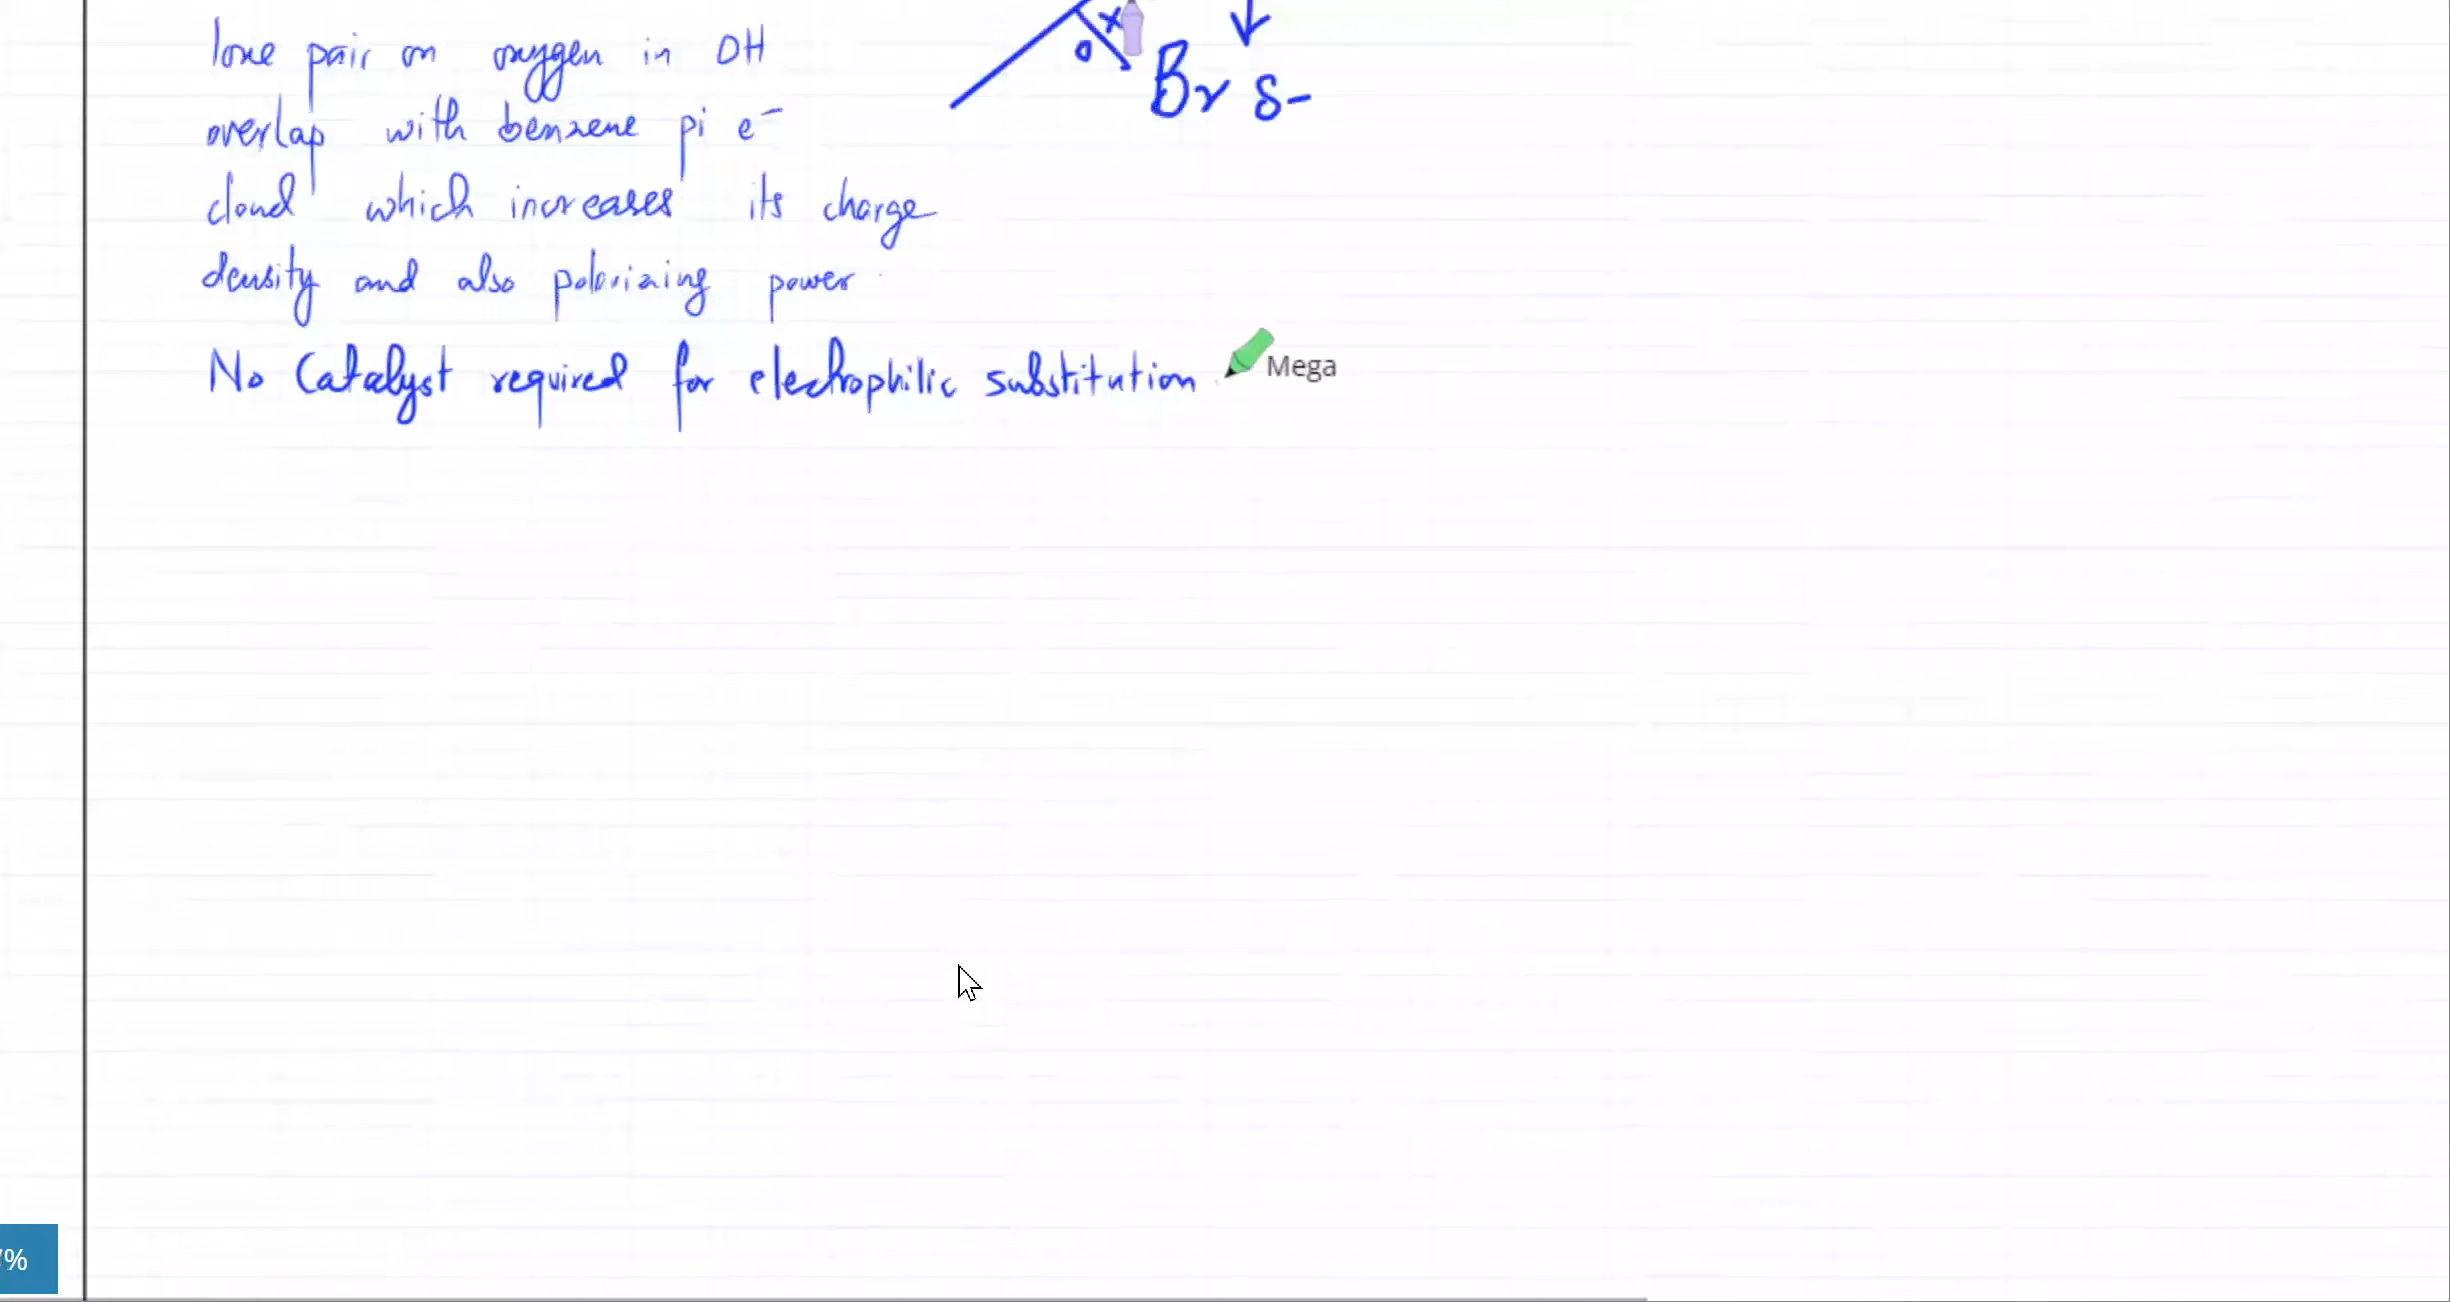 lone pair on oxygen in OH
overlap with benzene pi e⁻
cloud which increases its charge
density and also polarizing power
No Catalyst required for electrophilic substitution
Mega
x
o
Br δ-
%